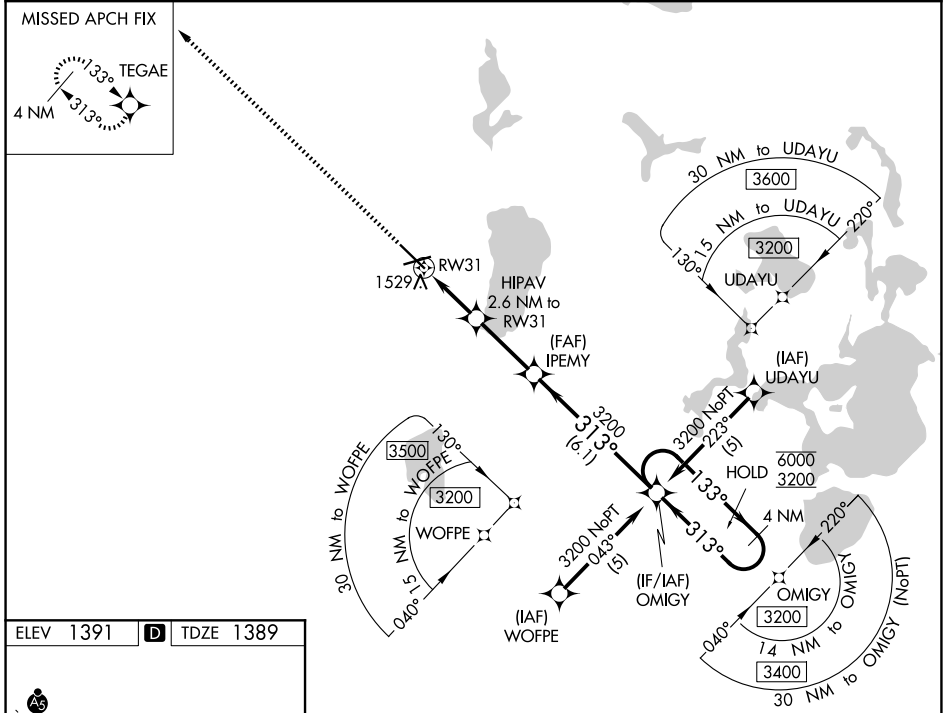 MISSED APCH FIX
133°
TEGAE
4 NM
313°
30 NM to UDAYU
3600
15 NM to UDAYU
220°
3200
130°
UDAYU
RW31
1529
HIPAV
2.6 NM to
RW31
(FAF)
IPEMY
(IAF)
UDAYU
3200
313°
(6.1)
3200 NoPT
223°
(5)
HOLD
6000
3200
133°
4 NM
313°
30 NM to WOFPE
3500
130°
15 NM to WOFPE
3200
WOFPE
040°
3200 NoPT
043°
(5)
(IAF)
WOFPE
(IF/IAF)
OMIGY
220°
OMIGY
3200
040°
14 NM to OMIGY
3400
30 NM to OMIGY (NoPT)
ELEV 1391 D TDZE 1389
A5